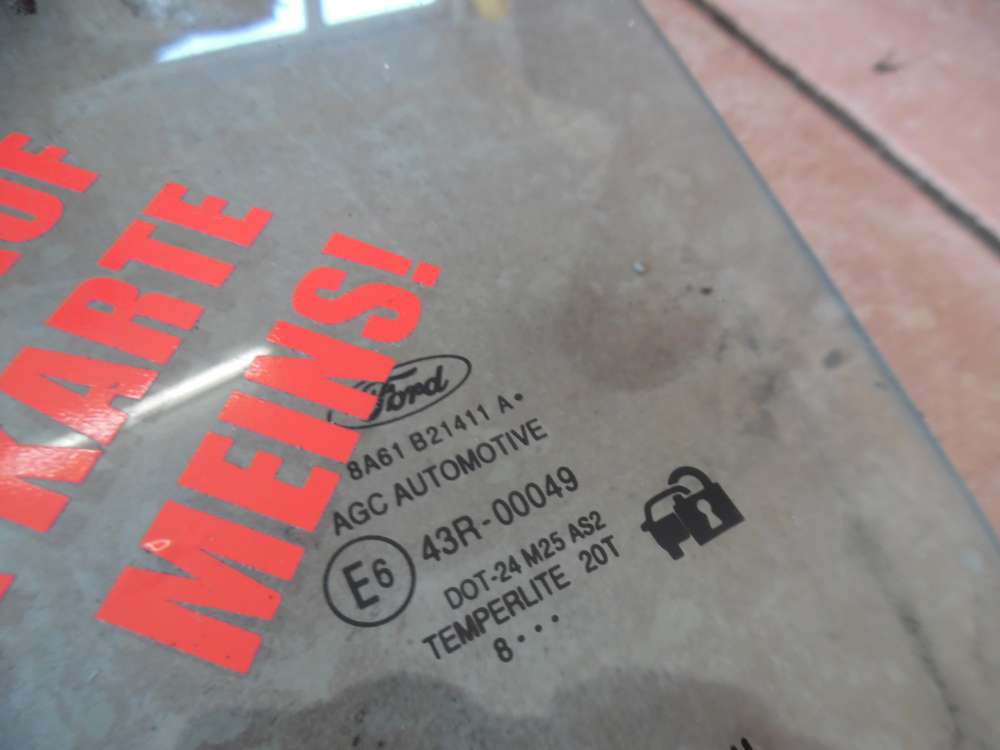 KARTE
MEINS!
Ford
8A61 B21411 A•
AGC AUTOMOTIVE
E6 43R-00049
DOT-24 M25 AS2
TEMPERLITE 20T
8 • • •